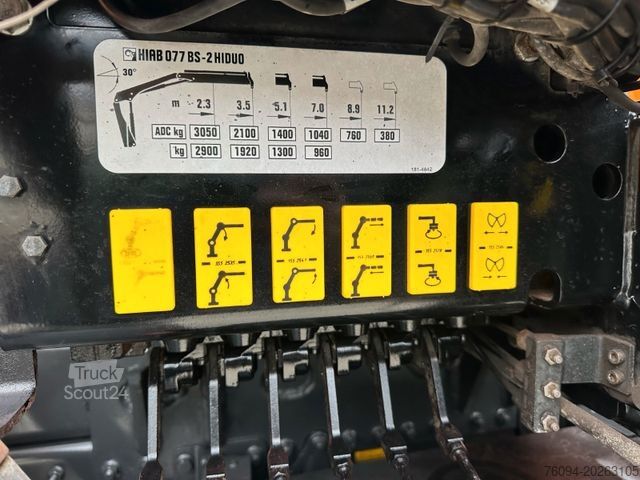 HIAB 077 BS-2 HIDUO
30°
m 2.3 3.5 5.1 7.0 8.9 11.2
ADC kg 3050 2100 1400 1040 760 380
kg 2900 1920 1300 960
131-4642
Truck
Scout24
76094-20263105